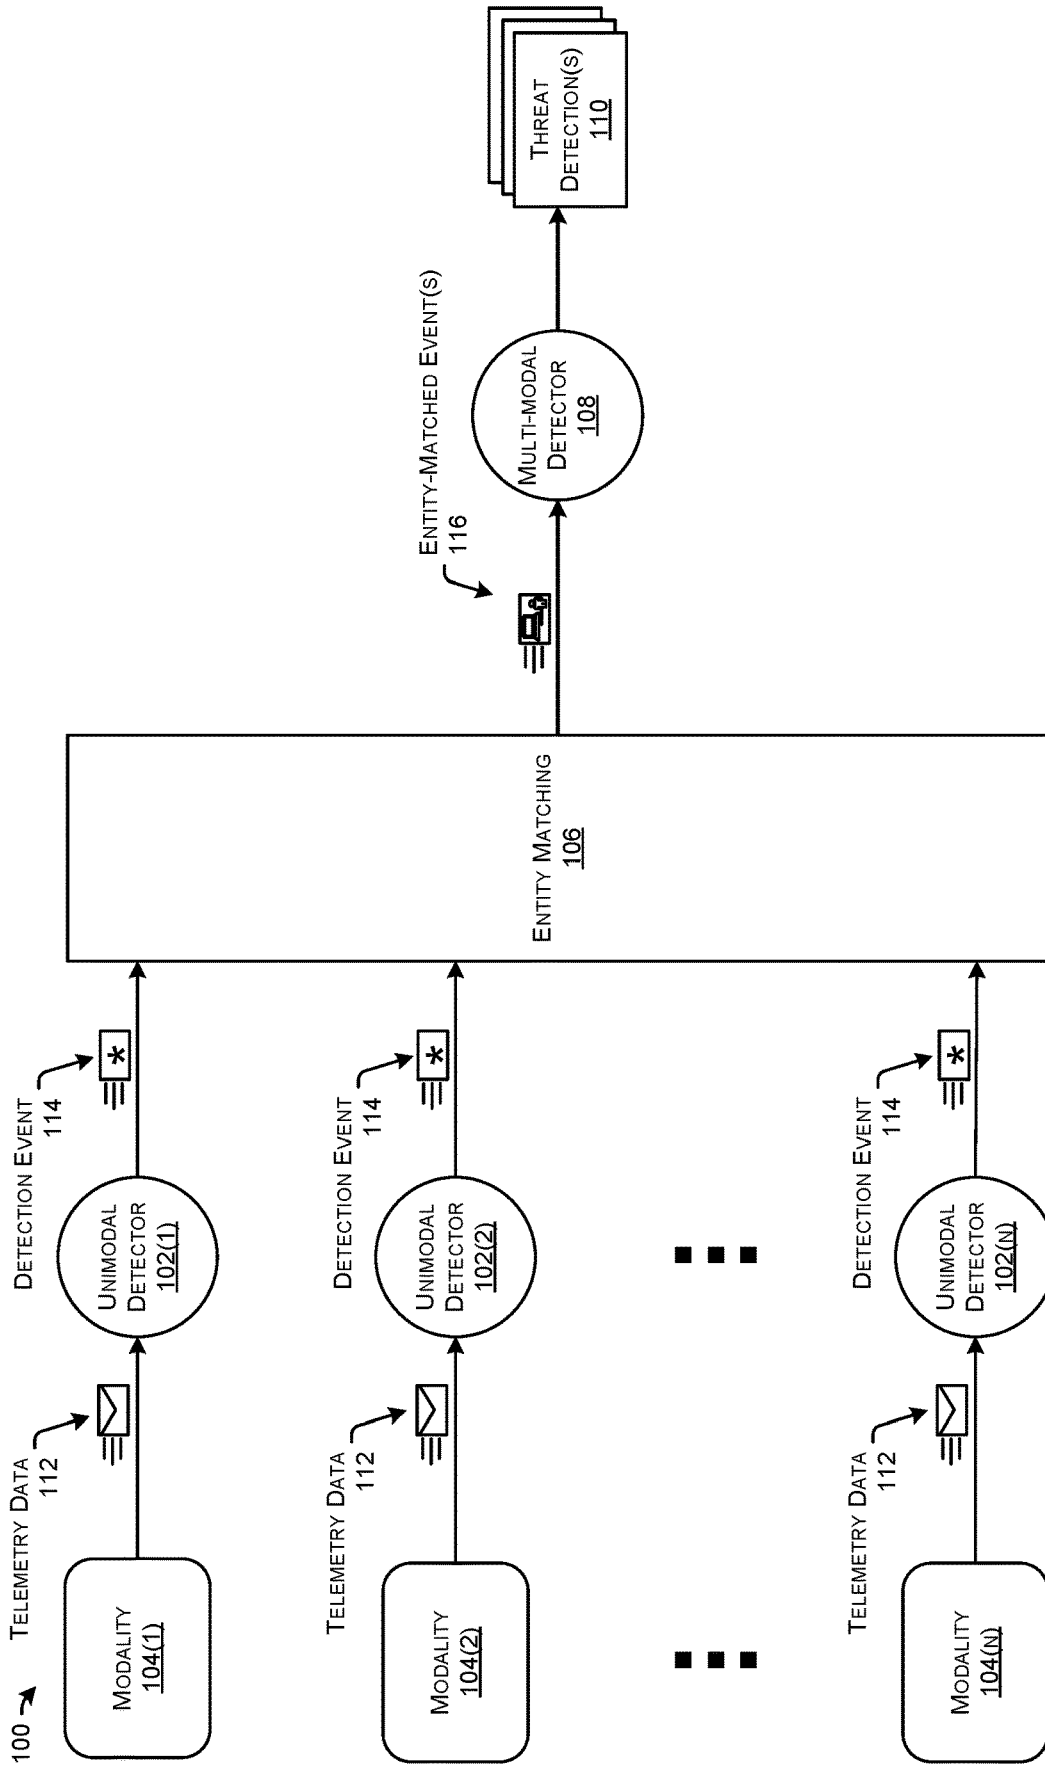 100
TELEMETRY DATA
112
DETECTION EVENT
114
MODALITY
104(1)
UNIMODAL
DETECTOR
102(1)
TELEMETRY DATA
112
DETECTION EVENT
114
MODALITY
104(2)
UNIMODAL
DETECTOR
102(2)
TELEMETRY DATA
112
DETECTION EVENT
114
MODALITY
104(N)
UNIMODAL
DETECTOR
102(N)
*
*
*
ENTITY MATCHING
106
ENTITY-MATCHED EVENT(S)
116
MULTI-MODAL
DETECTOR
108
THREAT
DETECTION(S)
110